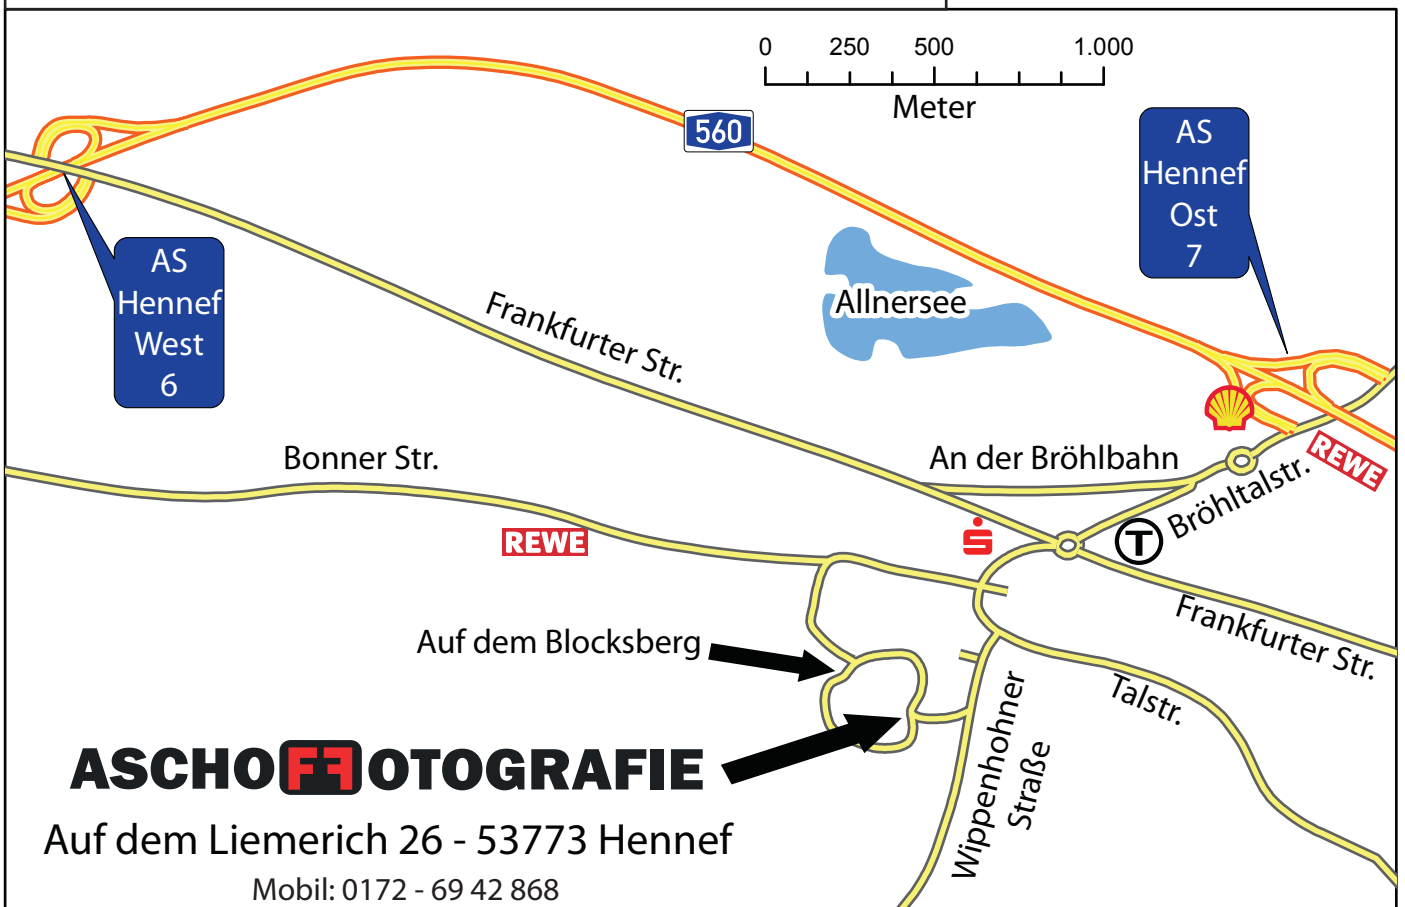 0 250 500 1.000
Meter
560
AS
Hennef
Ost
7
AS
Hennef
West
6
Allnersee
Frankfurter Str.
Bonner Str.
An der Bröhlbahn
REWE
Bröhltalstr.
REWE
S
T
Frankfurter Str.
Auf dem Blocksberg
Talstr.
Wippenhohner
Straße
ASCHOFFOTOGRAFIE
Auf dem Liemerich 26 - 53773 Hennef
Mobil: 0172 - 69 42 868